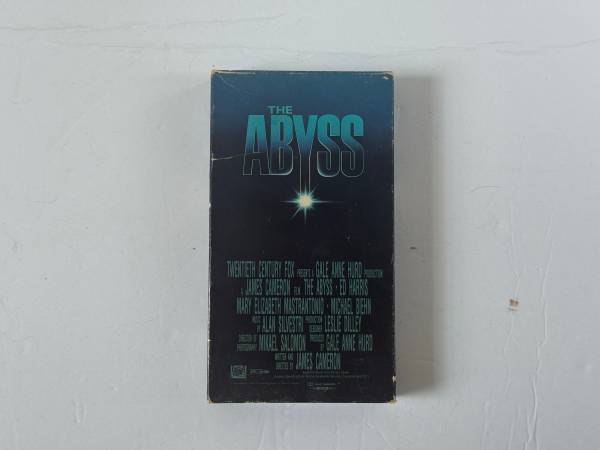 THE
ABYSS
TWENTIETH CENTURY FOX PRESENTS A GALE ANNE HURD PRODUCTION
A JAMES CAMERON FILM THE ABYSS · ED HARRIS
MARY ELIZABETH MASTRANTONIO · MICHAEL BIEHN
MUSIC BY ALAN SILVESTRI PRODUCTION DESIGNER LESLIE DILLEY
DIRECTOR OF PHOTOGRAPHY MIKAEL SALOMON PRODUCED BY GALE ANNE HURD
WRITTEN AND DIRECTED BY JAMES CAMERON